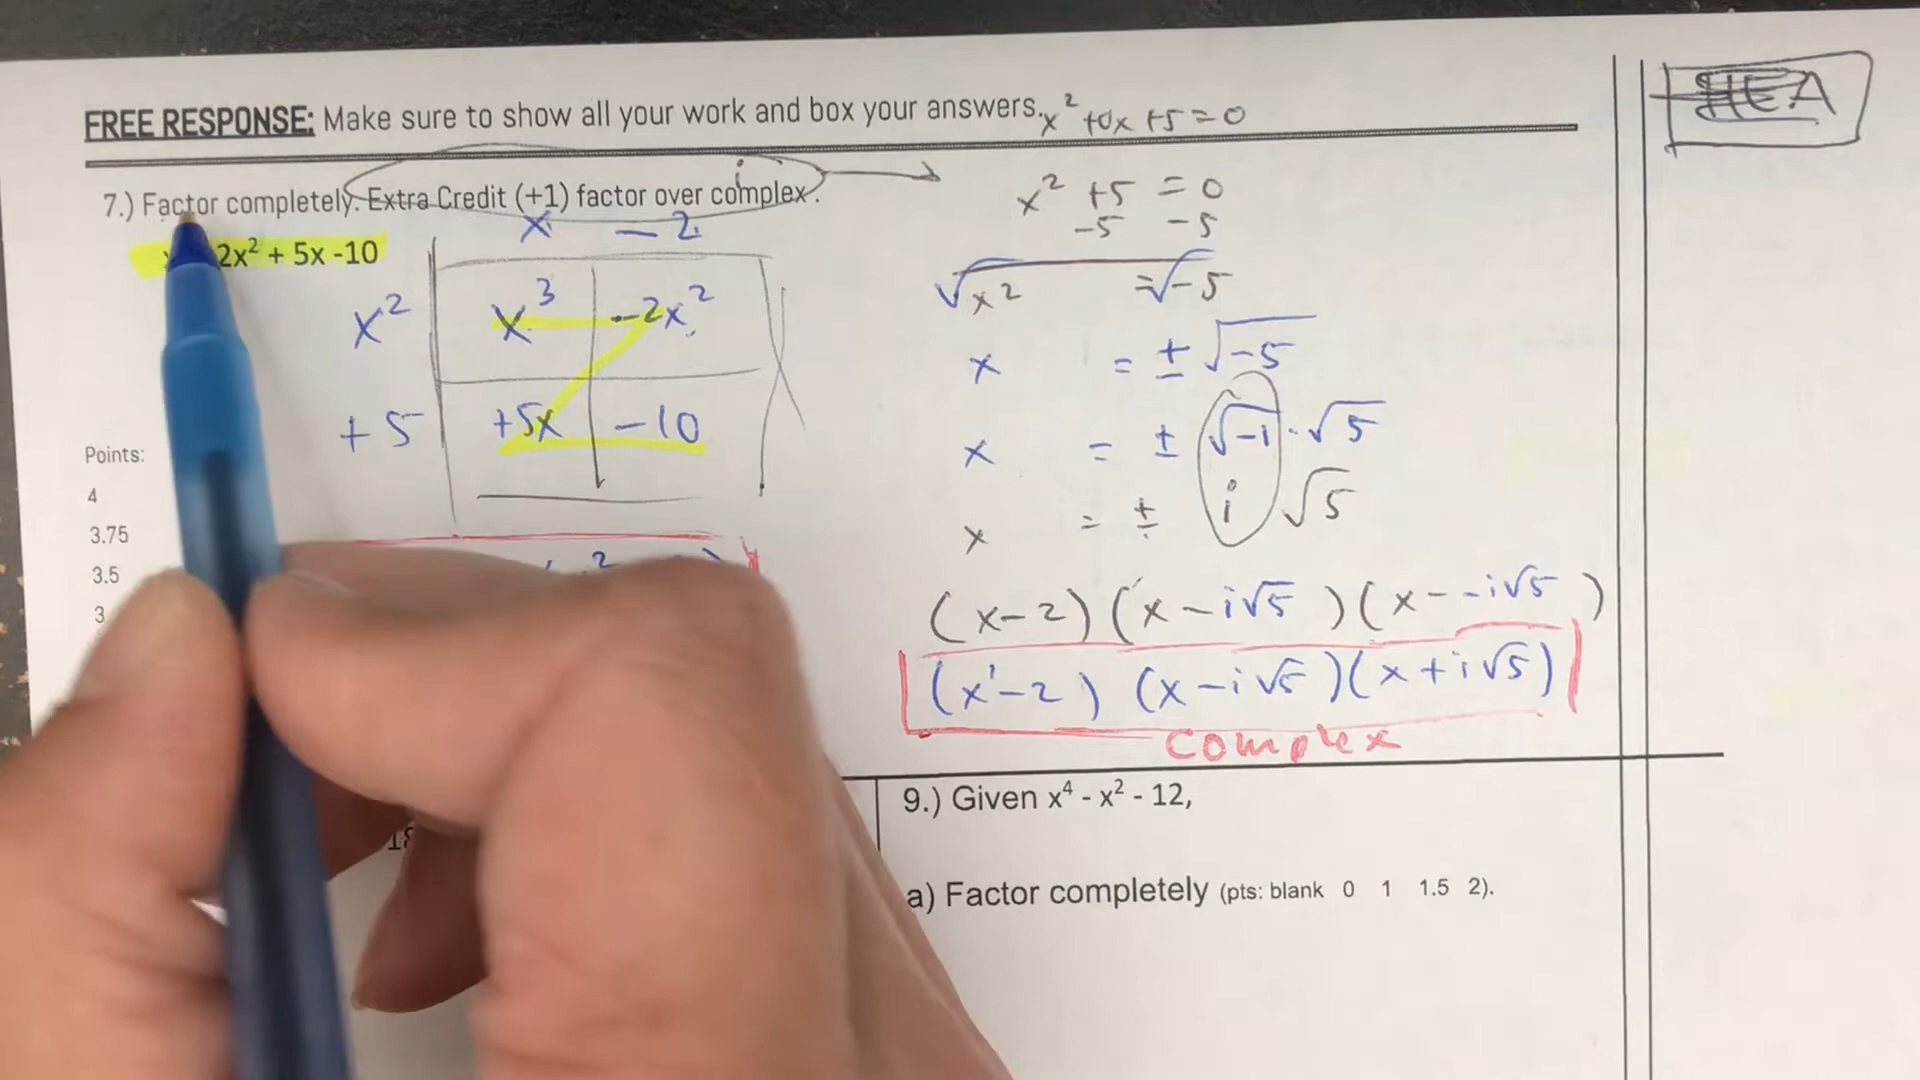 FREE RESPONSE: Make sure to show all your work and box your answers.
x² +0x +5 = 0
HEA
7.) Factor completely. Extra Credit (+1) factor over complex.
i
2x² + 5x -10
x - 2
x² x³ -2x²
+5 +5x -10
Points:
4
3.75
3.5
3
x² +5 = 0
-5 -5
√x² = √-5
x = ± √-5
x = ± √-1 · √5
x = ± i √5
(x-2)(x-i√5)(x--i√5)
(x-2)(x-i√5)(x+i√5)
complex
18
9.) Given x⁴ - x² - 12,
a) Factor completely (pts: blank 0 1 1.5 2).